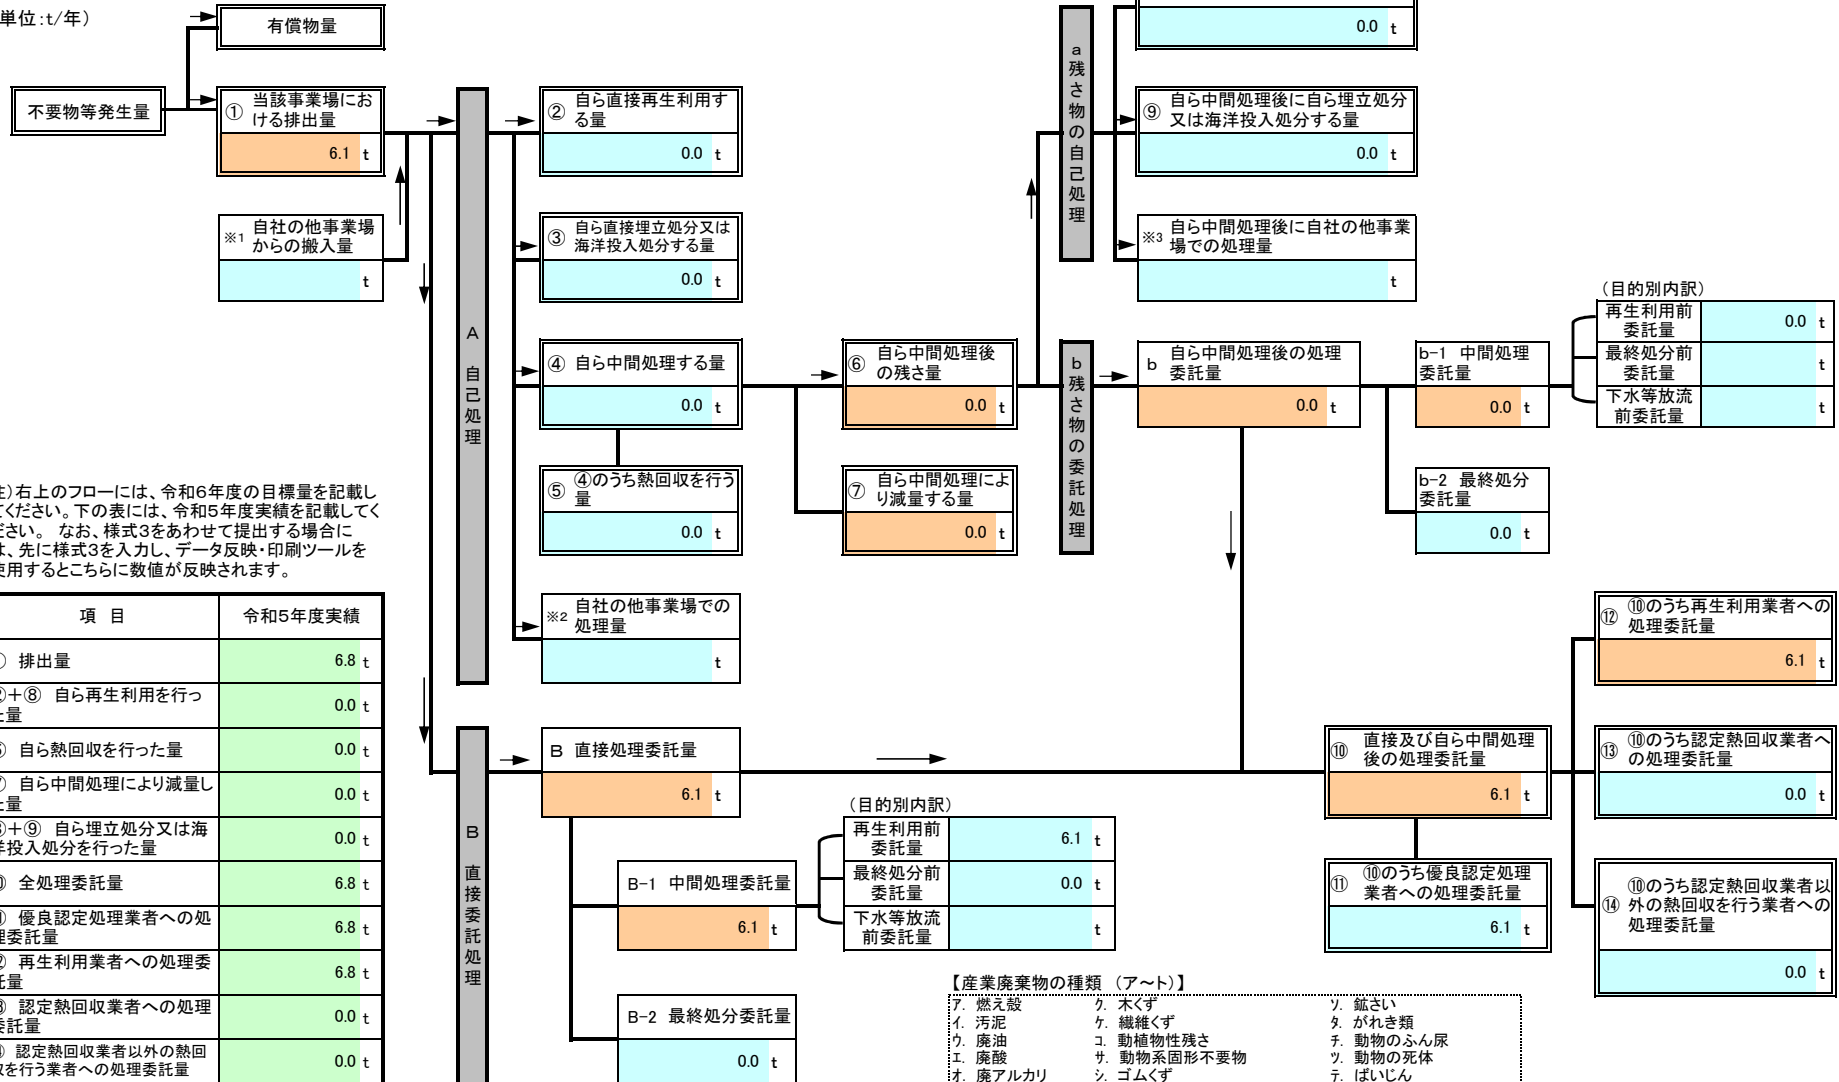 単位:t/年）
有償物量
不要物等発生量
① 当該事業場にお
ける排出量
6.1 t
※1 自社の他事業場
からの搬入量
t
A 自己処理
② 自ら直接再生利用す
る量
0.0 t
③ 自ら直接埋立処分又は
海洋投入処分する量
0.0 t
④ 自ら中間処理する量
0.0 t
⑤ ④のうち熱回収を行う
量
0.0 t
※2 自社の他事業場での
処理量
t
⑥ 自ら中間処理後
の残さ量
0.0 t
⑦ 自ら中間処理によ
り減量する量
0.0 t
a 残さ物の自己処理
0.0 t
⑨ 自ら中間処理後に自ら埋立処分
又は海洋投入処分する量
0.0 t
※3 自ら中間処理後に自社の他事業
場での処理量
t
b 残さ物の委託処理
b 自ら中間処理後の処理
委託量
0.0 t
b-1 中間処理
委託量
0.0 t
b-2 最終処分
委託量
0.0 t
（目的別内訳）
再生利用前
委託量
0.0 t
最終処分前
委託量
t
下水等放流
前委託量
t
右上のフローには、令和6年度の目標量を記載し
ください。下の表には、令和5年度実績を記載してく
さい。 なお、様式3をあわせて提出する場合に
、先に様式3を入力し、データ反映・印刷ツールを
用するとこちらに数値が反映されます。
項 目 令和5年度実績
排出量 6.8 t
＋⑧ 自ら再生利用を行っ
量 0.0 t
自ら熱回収を行った量 0.0 t
自ら中間処理により減量し
量 0.0 t
＋⑨ 自ら埋立処分又は海
投入処分を行った量 0.0 t
全処理委託量 6.8 t
優良認定処理業者への処
委託量 6.8 t
再生利用業者への処理委
量 6.8 t
認定熱回収業者への処理
託量 0.0 t
認定熱回収業者以外の熱回
を行う業者への処理委託量 0.0 t
B 直接委託処理
B 直接処理委託量
6.1 t
B-1 中間処理委託量
6.1 t
B-2 最終処分委託量
0.0 t
（目的別内訳）
再生利用前
委託量
6.1 t
最終処分前
委託量
0.0 t
下水等放流
前委託量
t
⑩ 直接及び自ら中間処理
後の処理委託量
6.1 t
⑪ ⑩のうち優良認定処理
業者への処理委託量
6.1 t
⑫ ⑩のうち再生利用業者への
処理委託量
6.1 t
⑬ ⑩のうち認定熱回収業者へ
の処理委託量
0.0 t
⑭ ⑩のうち認定熱回収業者以
外の熱回収を行う業者への
処理委託量
0.0 t
【産業廃棄物の種類 （ア～ト）】
ア. 燃え殻 ク. 木くず ソ. 鉱さい
イ. 汚泥 ケ. 繊維くず タ. がれき類
ウ. 廃油 コ. 動植物性残さ チ. 動物のふん尿
エ. 廃酸 サ. 動物系固形不要物 ツ. 動物の死体
オ. 廃アルカリ シ. ゴムくず テ. ばいじん